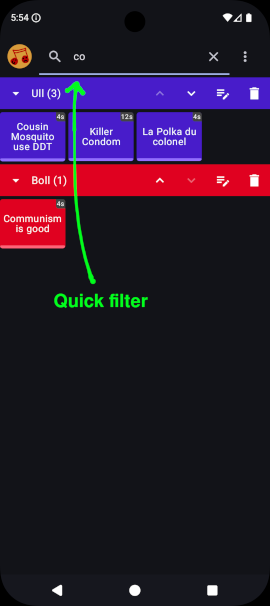 5:54
co
Ull (3)
4s
12s
4s
Cousin
Mosquito
use DDT
Killer
Condom
La Polka du
colonel
Boll (1)
4s
Communism
is good
Quick filter